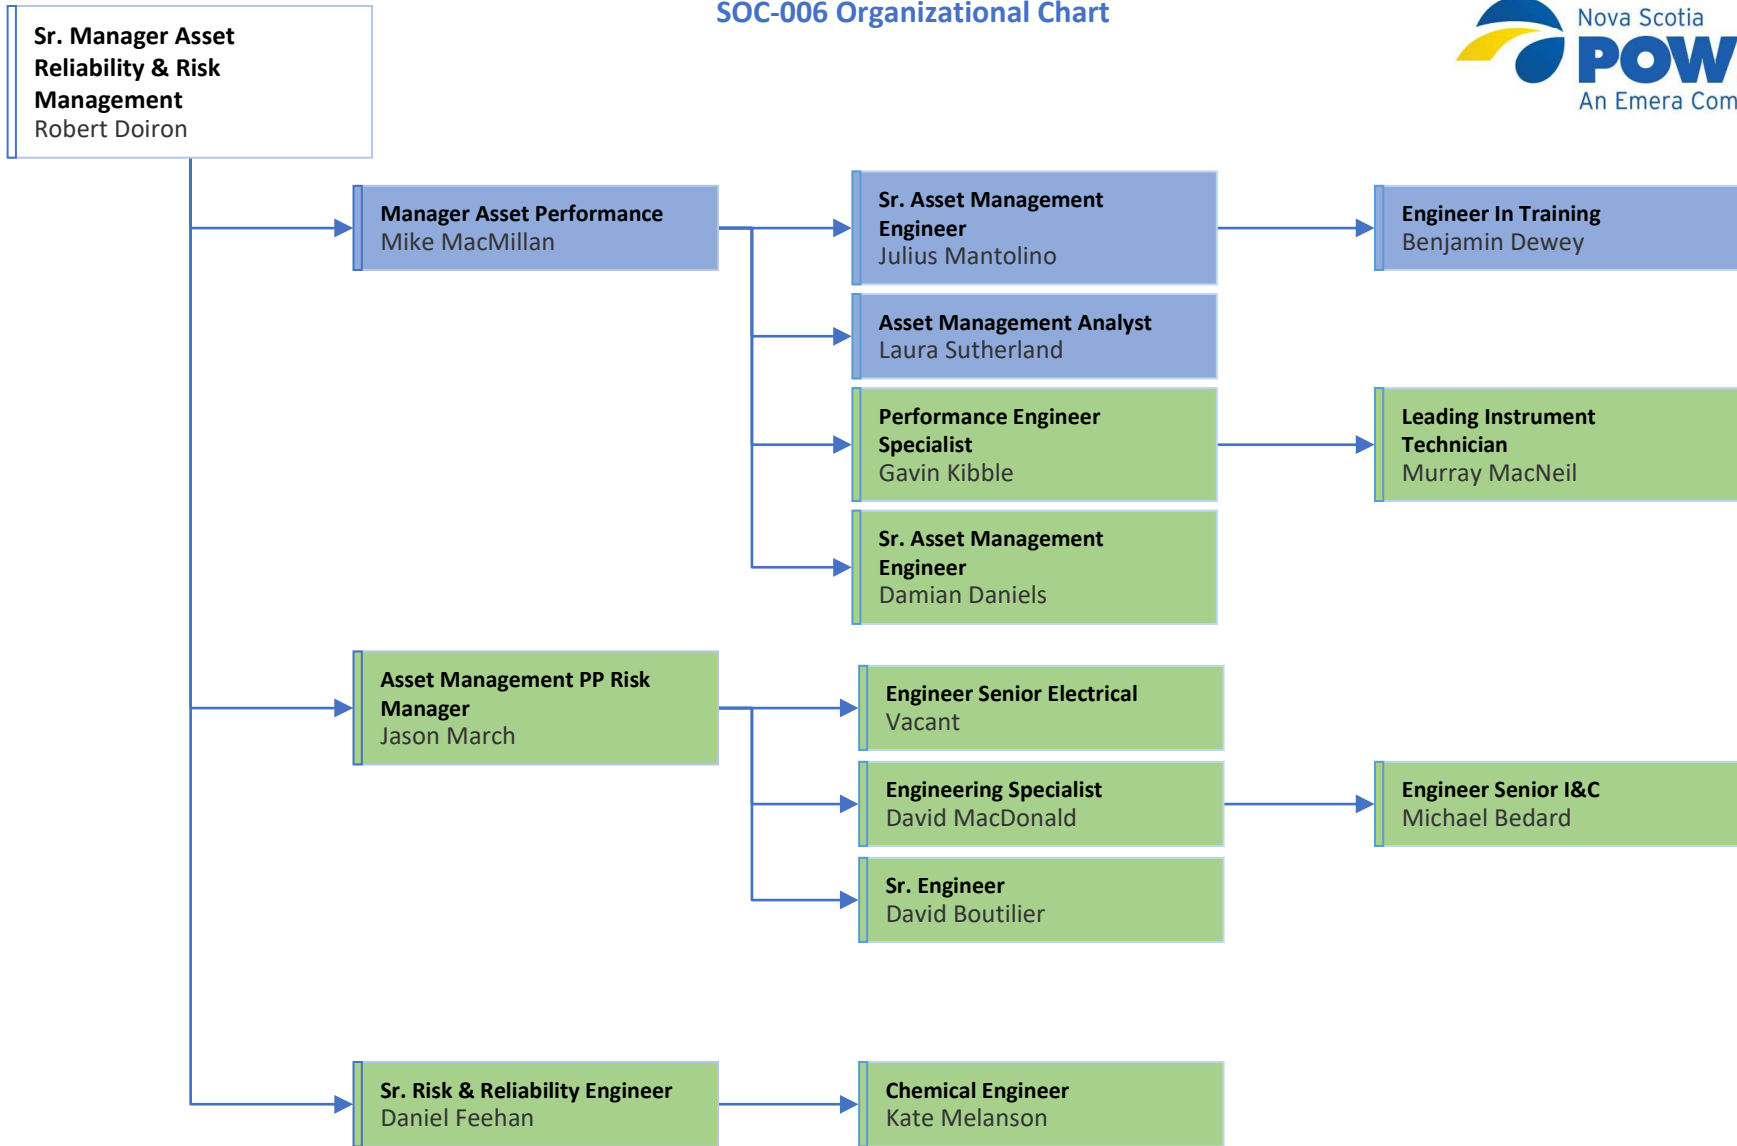 SOC-006 Organizational Chart
Nova Scotia
POW
An Emera Com
Sr. Manager Asset
Reliability & Risk
Management
Robert Doiron
Manager Asset Performance
Mike MacMillan
Sr. Asset Management
Engineer
Julius Mantolino
Engineer In Training
Benjamin Dewey
Asset Management Analyst
Laura Sutherland
Performance Engineer
Specialist
Gavin Kibble
Leading Instrument
Technician
Murray MacNeil
Sr. Asset Management
Engineer
Damian Daniels
Asset Management PP Risk
Manager
Jason March
Engineer Senior Electrical
Vacant
Engineering Specialist
David MacDonald
Engineer Senior I&C
Michael Bedard
Sr. Engineer
David Boutilier
Sr. Risk & Reliability Engineer
Daniel Feehan
Chemical Engineer
Kate Melanson